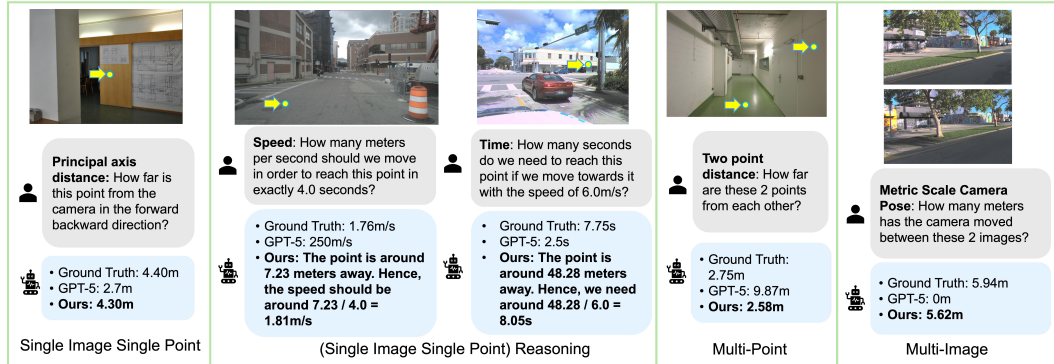 Principal axis
distance: How far is
this point from the
camera in the forward
backward direction?
• Ground Truth: 4.40m
• GPT-5: 2.7m
• Ours: 4.30m
Single Image Single Point
Speed: How many meters
per second should we move
in order to reach this point in
exactly 4.0 seconds?
• Ground Truth: 1.76m/s
• GPT-5: 250m/s
• Ours: The point is around
7.23 meters away. Hence,
the speed should be
around 7.23 / 4.0 =
1.81m/s
Time: How many seconds
do we need to reach this
point if we move towards it
with the speed of 6.0m/s?
• Ground Truth: 7.75s
• GPT-5: 2.5s
• Ours: The point is
around 48.28 meters
away. Hence, we need
around 48.28 / 6.0 =
8.05s
(Single Image Single Point) Reasoning
Two point
distance: How far
are these 2 points
from each other?
• Ground Truth:
2.75m
• GPT-5: 9.87m
• Ours: 2.58m
Multi-Point
Metric Scale Camera
Pose: How many meters
has the camera moved
between these 2 images?
• Ground Truth: 5.94m
• GPT-5: 0m
• Ours: 5.62m
Multi-Image